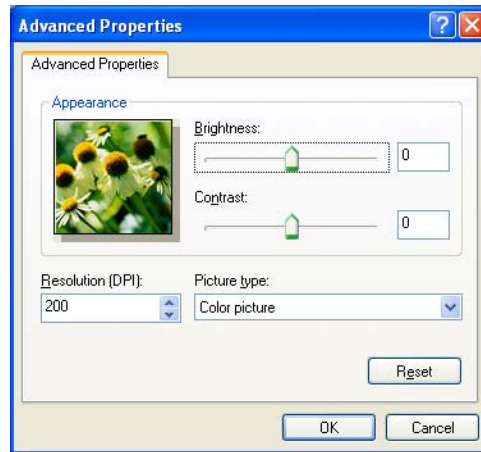 Advanced Properties
Advanced Properties
Appearance
Brightness:
0
Contrast:
0
Resolution (DPI):
200
Picture type:
Color picture
Reset
OK
Cancel